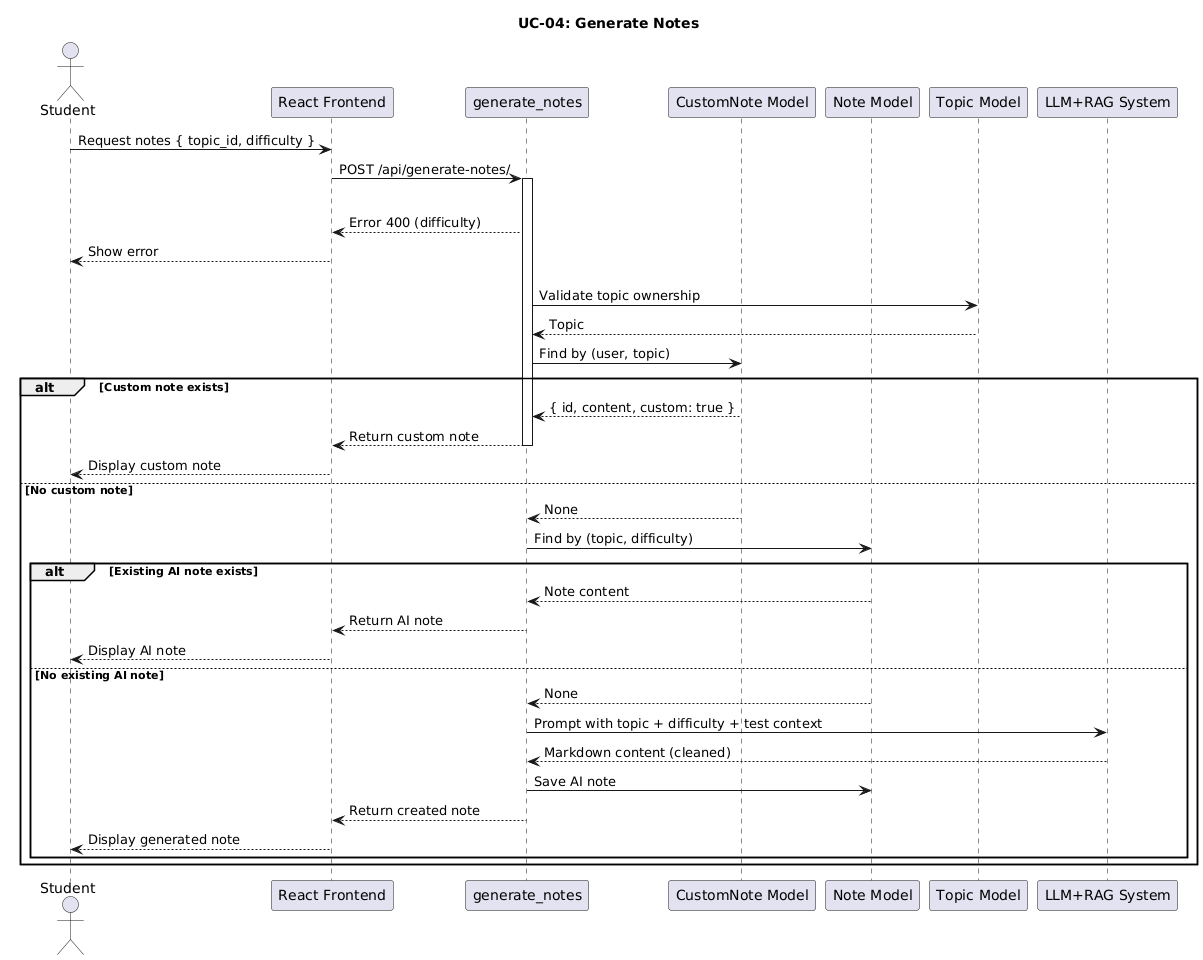 UC-04: Generate Notes
Student
React Frontend
generate_notes
CustomNote Model
Note Model
Topic Model
LLM+RAG System
Request notes { topic_id, difficulty }
POST /api/generate-notes/
Error 400 (difficulty)
Show error
Validate topic ownership
Topic
Find by (user, topic)
alt [Custom note exists]
{ id, content, custom: true }
Return custom note
Display custom note
[No custom note]
None
Find by (topic, difficulty)
alt [Existing AI note exists]
Note content
Return AI note
Display AI note
[No existing AI note]
None
Prompt with topic + difficulty + test context
Markdown content (cleaned)
Save AI note
Return created note
Display generated note
Student
React Frontend
generate_notes
CustomNote Model
Note Model
Topic Model
LLM+RAG System